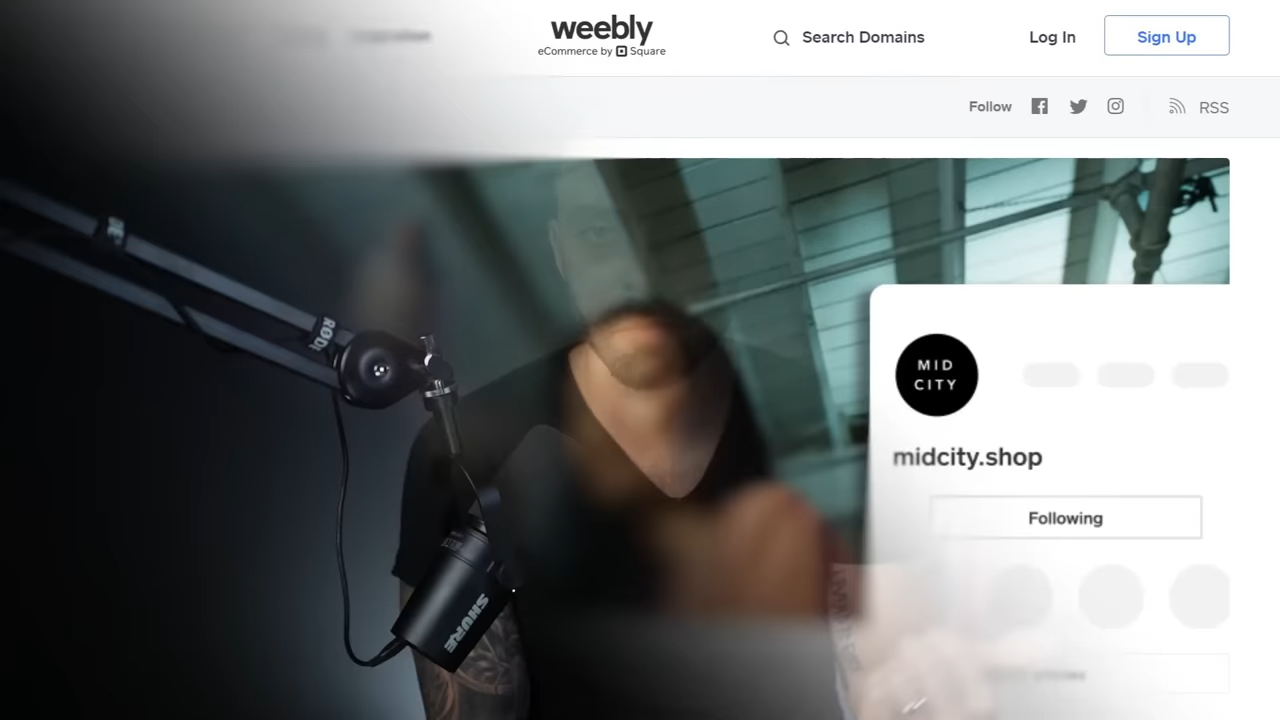 weebly
eCommerce by Square
Search Domains
Log In
Sign Up
Follow
RSS
RØDE
MID
CITY
midcity.shop
Following
SHURE